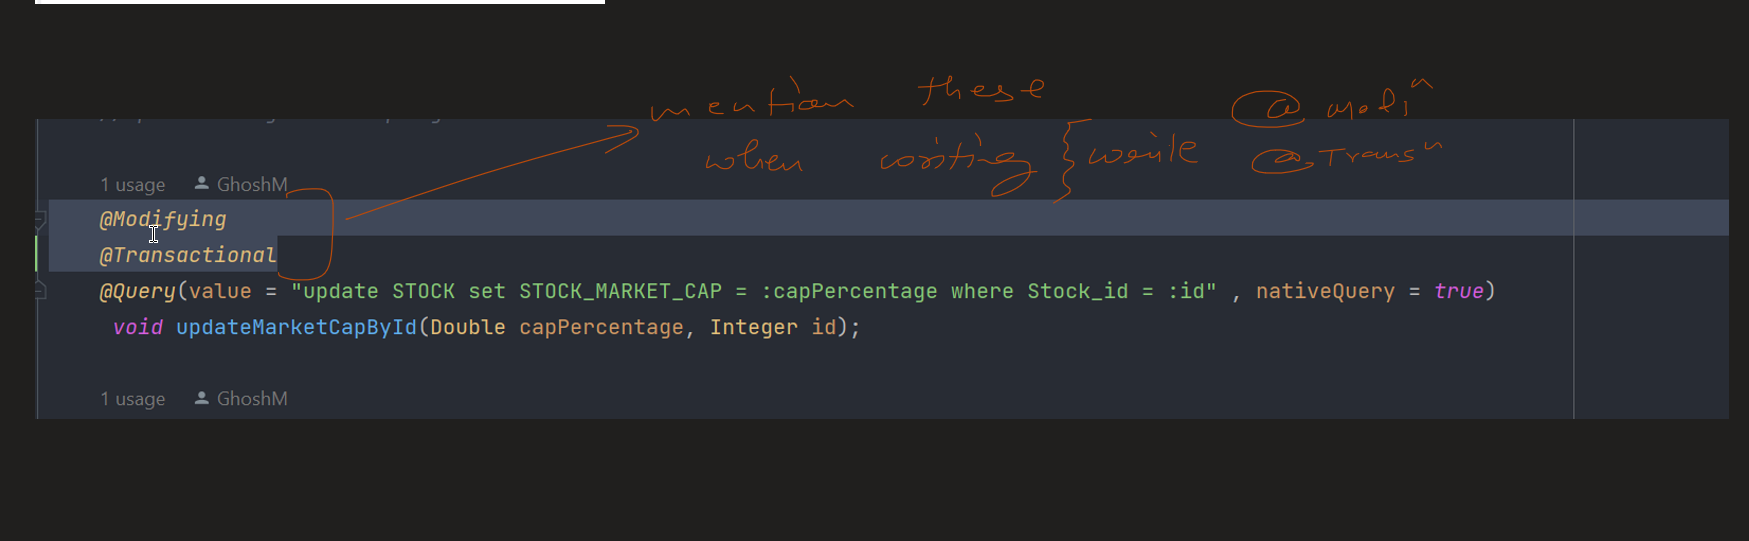 mention these @ modi^n
when writing } while @ Trans^n
1 usage GhoshM
@Modifying
@Transactional
@Query(value = "update STOCK set STOCK_MARKET_CAP = :capPercentage where Stock_id = :id" , nativeQuery = true)
void updateMarketCapById(Double capPercentage, Integer id);
1 usage GhoshM